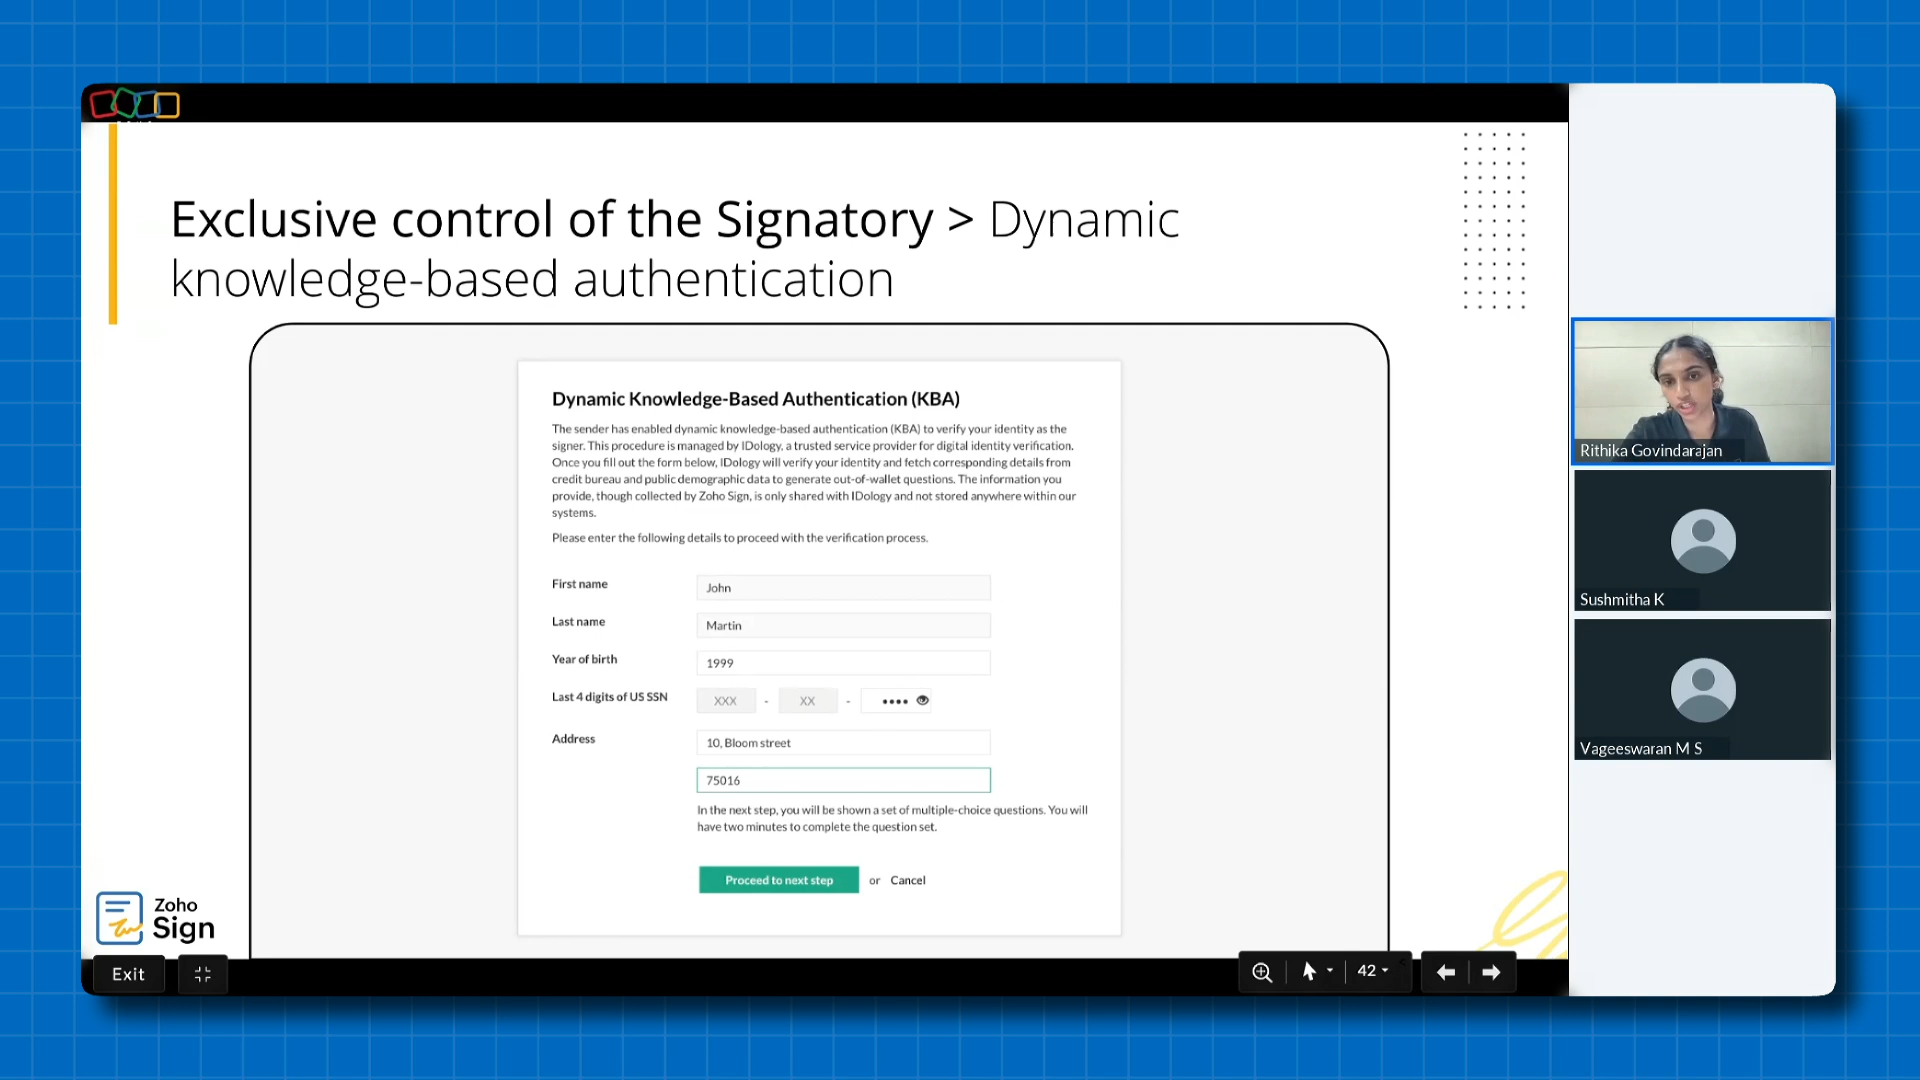 Exclusive control of the Signatory > Dynamic
knowledge-based authentication
Dynamic Knowledge-Based Authentication (KBA)
The sender has enabled dynamic knowledge-based authentication (KBA) to verify your identity as the
signer. This procedure is managed by IDology, a trusted service provider for digital identity verification.
Once you fill out the form below, IDology will verify your identity and fetch corresponding details from
credit bureau and public demographic data to generate out-of-wallet questions. The information you
provide, though collected by Zoho Sign, is only shared with IDology and not stored anywhere within our
systems.
Please enter the following details to proceed with the verification process.
First name John
Last name Martin
Year of birth 1999
Last 4 digits of US SSN XXX - XX - ••••
Address 10, Bloom street
75016
In the next step, you will be shown a set of multiple-choice questions. You will
have two minutes to complete the question set.
Proceed to next step or Cancel
Zoho
Sign
Exit
42
Rithika Govindarajan
Sushmitha K
Vageeswaran M S